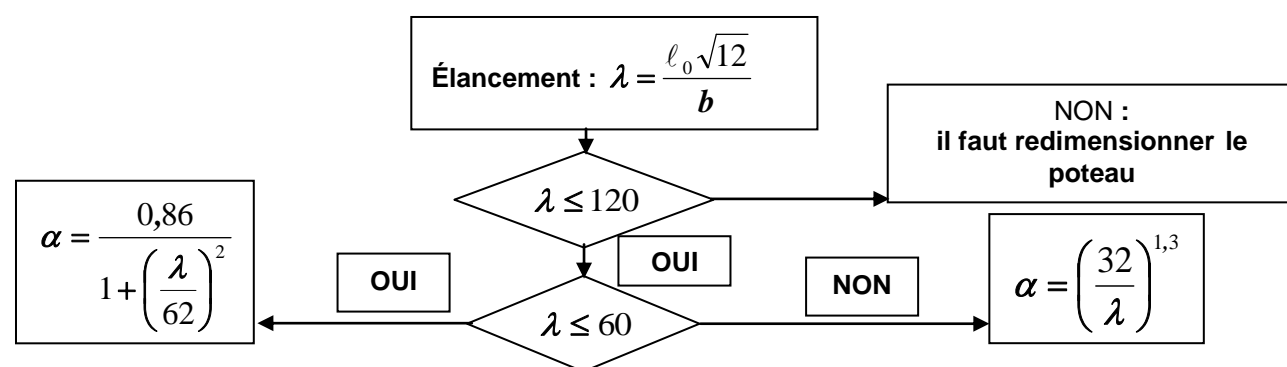 Élancement : λ = ℓ₀√12 / b
NON :
il faut redimensionner le
poteau
λ ≤ 120
α = 0,86 / (1 + (λ/62)²)
OUI
OUI
NON
α = (32/λ)^1,3
λ ≤ 60